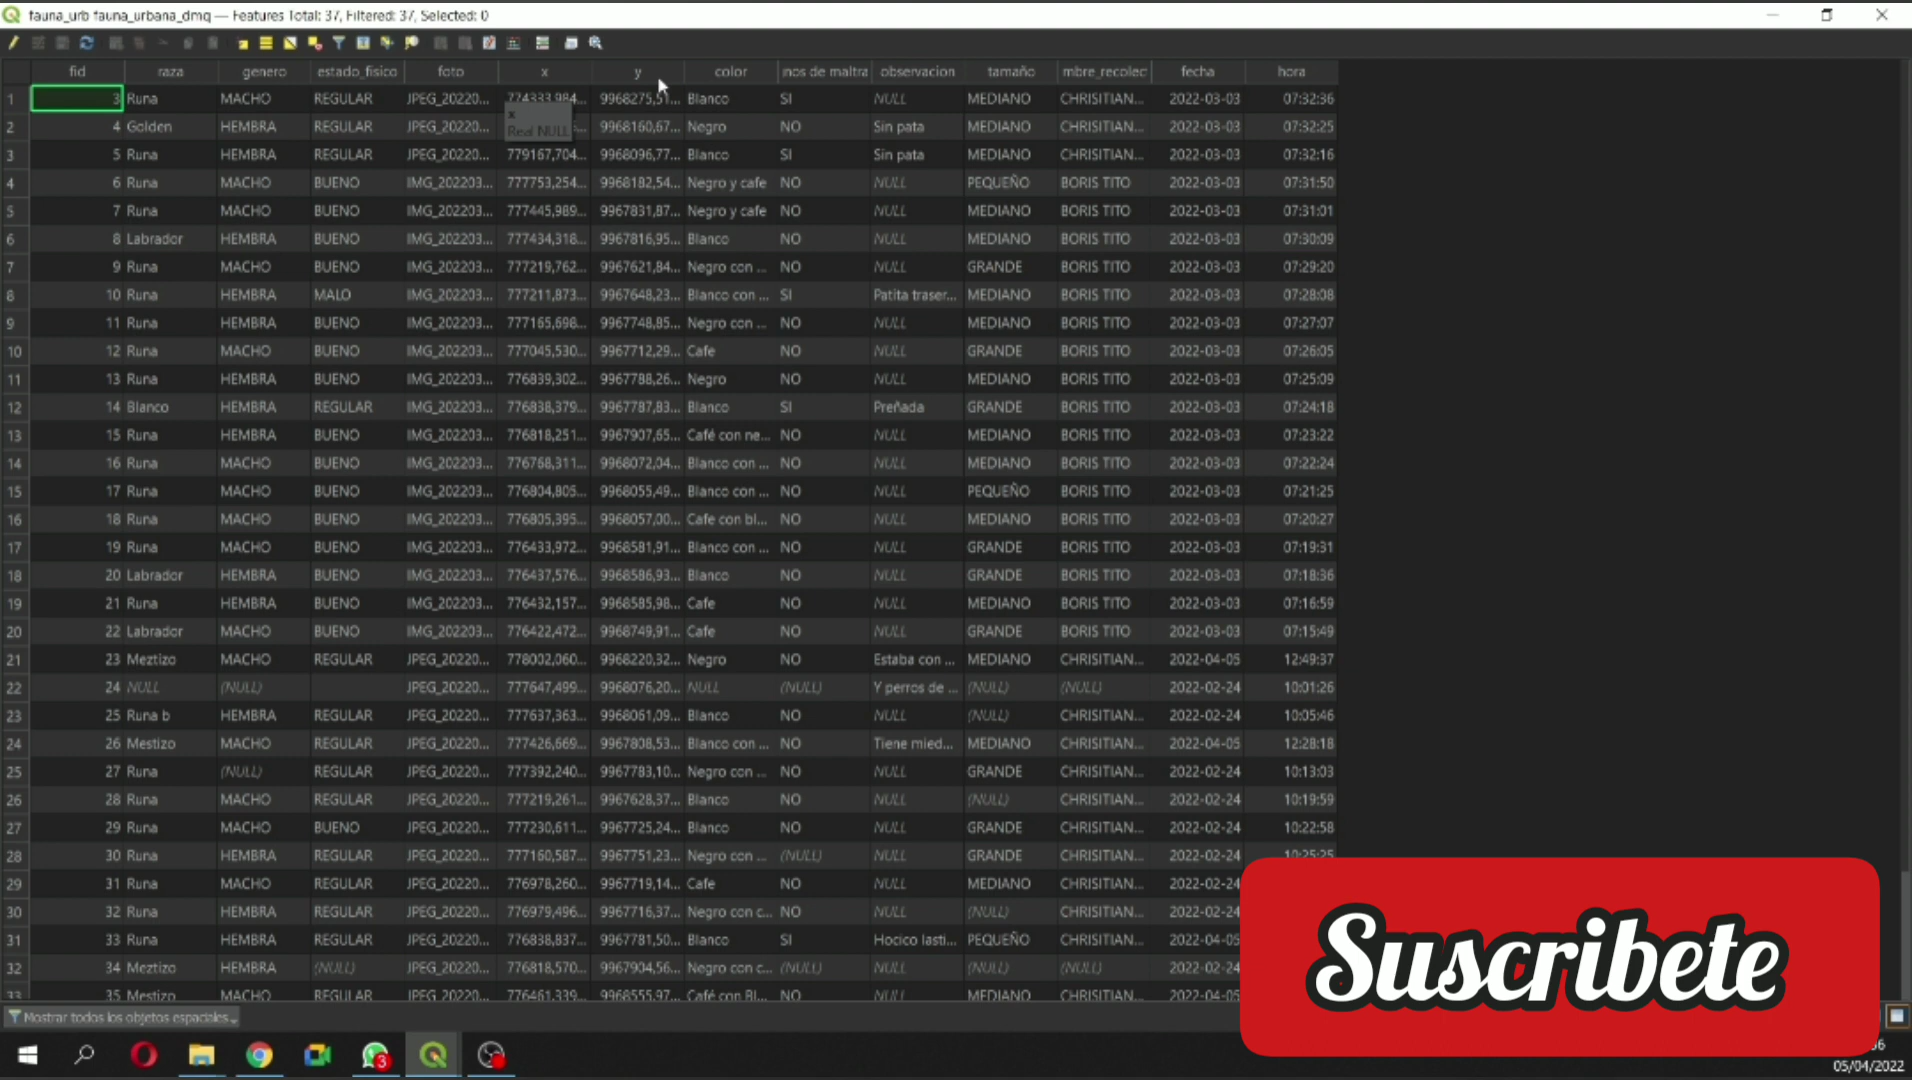 fauna_urb fauna_urbana_dmq — Features Total: 37, Filtered: 37, Selected: 0
fid raza genero estado_fisico foto x y color nos de maltra observacion tamaño mbre_recolec fecha hora
1 3 Runa MACHO REGULAR JPEG_20220... 774333,984... 9968275,51... Blanco SI NULL MEDIANO CHRISITIAN... 2022-03-03 07:32:36
x
Real NULL
2 4 Golden HEMBRA REGULAR JPEG_20220... 9968160,67... Negro NO Sin pata MEDIANO CHRISITIAN... 2022-03-03 07:32:25
3 5 Runa HEMBRA REGULAR JPEG_20220... 779167,704... 9968096,77... Blanco SI Sin pata MEDIANO CHRISITIAN... 2022-03-03 07:32:16
4 6 Runa MACHO BUENO IMG_202203... 777753,254... 9968182,54... Negro y cafe NO NULL PEQUEÑO BORIS TITO 2022-03-03 07:31:50
5 7 Runa MACHO BUENO IMG_202203... 777445,989... 9967831,87... Negro y cafe NO NULL MEDIANO BORIS TITO 2022-03-03 07:31:01
6 8 Labrador HEMBRA BUENO IMG_202203... 777434,318... 9967816,95... Blanco NO NULL MEDIANO BORIS TITO 2022-03-03 07:30:09
7 9 Runa MACHO BUENO IMG_202203... 777219,762... 9967621,84... Negro con ... NO NULL GRANDE BORIS TITO 2022-03-03 07:29:20
8 10 Runa HEMBRA MALO IMG_202203... 777211,873... 9967648,23... Blanco con ... SI Patita traser... MEDIANO BORIS TITO 2022-03-03 07:28:08
9 11 Runa HEMBRA BUENO IMG_202203... 777165,698... 9967748,85... Negro con ... NO NULL MEDIANO BORIS TITO 2022-03-03 07:27:07
10 12 Runa MACHO BUENO IMG_202203... 777045,530... 9967712,29... Cafe NO NULL GRANDE BORIS TITO 2022-03-03 07:26:05
11 13 Runa HEMBRA BUENO IMG_202203... 776839,302... 9967788,26... Negro NO NULL MEDIANO BORIS TITO 2022-03-03 07:25:09
12 14 Blanco HEMBRA REGULAR IMG_202203... 776838,379... 9967787,83... Blanco SI Preñada GRANDE BORIS TITO 2022-03-03 07:24:18
13 15 Runa HEMBRA BUENO IMG_202203... 776818,251... 9967907,65... Café con ne... NO NULL MEDIANO BORIS TITO 2022-03-03 07:23:22
14 16 Runa MACHO BUENO IMG_202203... 776768,311... 9968072,04... Blanco con ... NO NULL MEDIANO BORIS TITO 2022-03-03 07:22:24
15 17 Runa MACHO BUENO IMG_202203... 776804,805... 9968055,49... Blanco con ... NO NULL PEQUEÑO BORIS TITO 2022-03-03 07:21:25
16 18 Runa MACHO BUENO IMG_202203... 776805,395... 9968057,00... Cafe con bl... NO NULL MEDIANO BORIS TITO 2022-03-03 07:20:27
17 19 Runa MACHO BUENO IMG_202203... 776433,972... 9968581,91... Blanco con ... NO NULL GRANDE BORIS TITO 2022-03-03 07:19:31
18 20 Labrador HEMBRA BUENO IMG_202203... 776437,576... 9968586,93... Blanco NO NULL GRANDE BORIS TITO 2022-03-03 07:18:36
19 21 Runa HEMBRA BUENO IMG_202203... 776432,157... 9968585,98... Cafe NO NULL MEDIANO BORIS TITO 2022-03-03 07:16:59
20 22 Labrador MACHO BUENO IMG_202203... 776422,472... 9968749,91... Cafe NO NULL GRANDE BORIS TITO 2022-03-03 07:15:49
21 23 Meztizo MACHO REGULAR JPEG_20220... 778002,060... 9968220,32... Negro NO Estaba con ... MEDIANO CHRISITIAN... 2022-04-05 12:49:37
22 24 NULL (NULL) JPEG_20220... 777647,499... 9968076,20... NULL (NULL) Y perros de ... (NULL) (NULL) 2022-02-24 10:01:26
23 25 Runa b HEMBRA REGULAR JPEG_20220... 777637,363... 9968061,09... Blanco NO NULL (NULL) CHRISITIAN... 2022-02-24 10:05:46
24 26 Mestizo MACHO REGULAR JPEG_20220... 777426,669... 9967808,53... Blanco con ... NO Tiene mied... MEDIANO CHRISITIAN... 2022-04-05 12:28:18
25 27 Runa (NULL) REGULAR JPEG_20220... 777392,240... 9967783,10... Negro con ... NO NULL GRANDE CHRISITIAN... 2022-02-24 10:13:03
26 28 Runa MACHO REGULAR JPEG_20220... 777219,261... 9967628,37... Blanco NO NULL (NULL) CHRISITIAN... 2022-02-24 10:19:59
27 29 Runa MACHO BUENO JPEG_20220... 777230,611... 9967725,24... Blanco NO NULL GRANDE CHRISITIAN... 2022-02-24 10:22:58
28 30 Runa HEMBRA REGULAR JPEG_20220... 777160,587... 9967751,23... Negro con ... (NULL) NULL GRANDE CHRISITIAN... 2022-02-24 10:25:25
29 31 Runa MACHO REGULAR JPEG_20220... 776978,260... 9967719,14... Cafe NO NULL MEDIANO CHRISITIAN... 2022-02-24
30 32 Runa HEMBRA REGULAR JPEG_20220... 776979,496... 9967716,37... Negro con c... NO NULL (NULL) CHRISITIAN... 2022-02-24
31 33 Runa HEMBRA REGULAR JPEG_20220... 776838,837... 9967781,50... Blanco SI Hocico lasti... PEQUEÑO CHRISITIAN... 2022-04-05
32 34 Meztizo HEMBRA (NULL) JPEG_20220... 776818,570... 9967904,56... Negro con c... (NULL) NULL (NULL) (NULL) 2022-02-24
33 35 Mestizo MACHO REGULAR JPEG_20220... 776461,339... 9968555,97... Café con Bl... NO NULL MEDIANO CHRISITIAN... 2022-04-05
Suscribete
Mostrar todos los objetos espaciales
3
05/04/2022